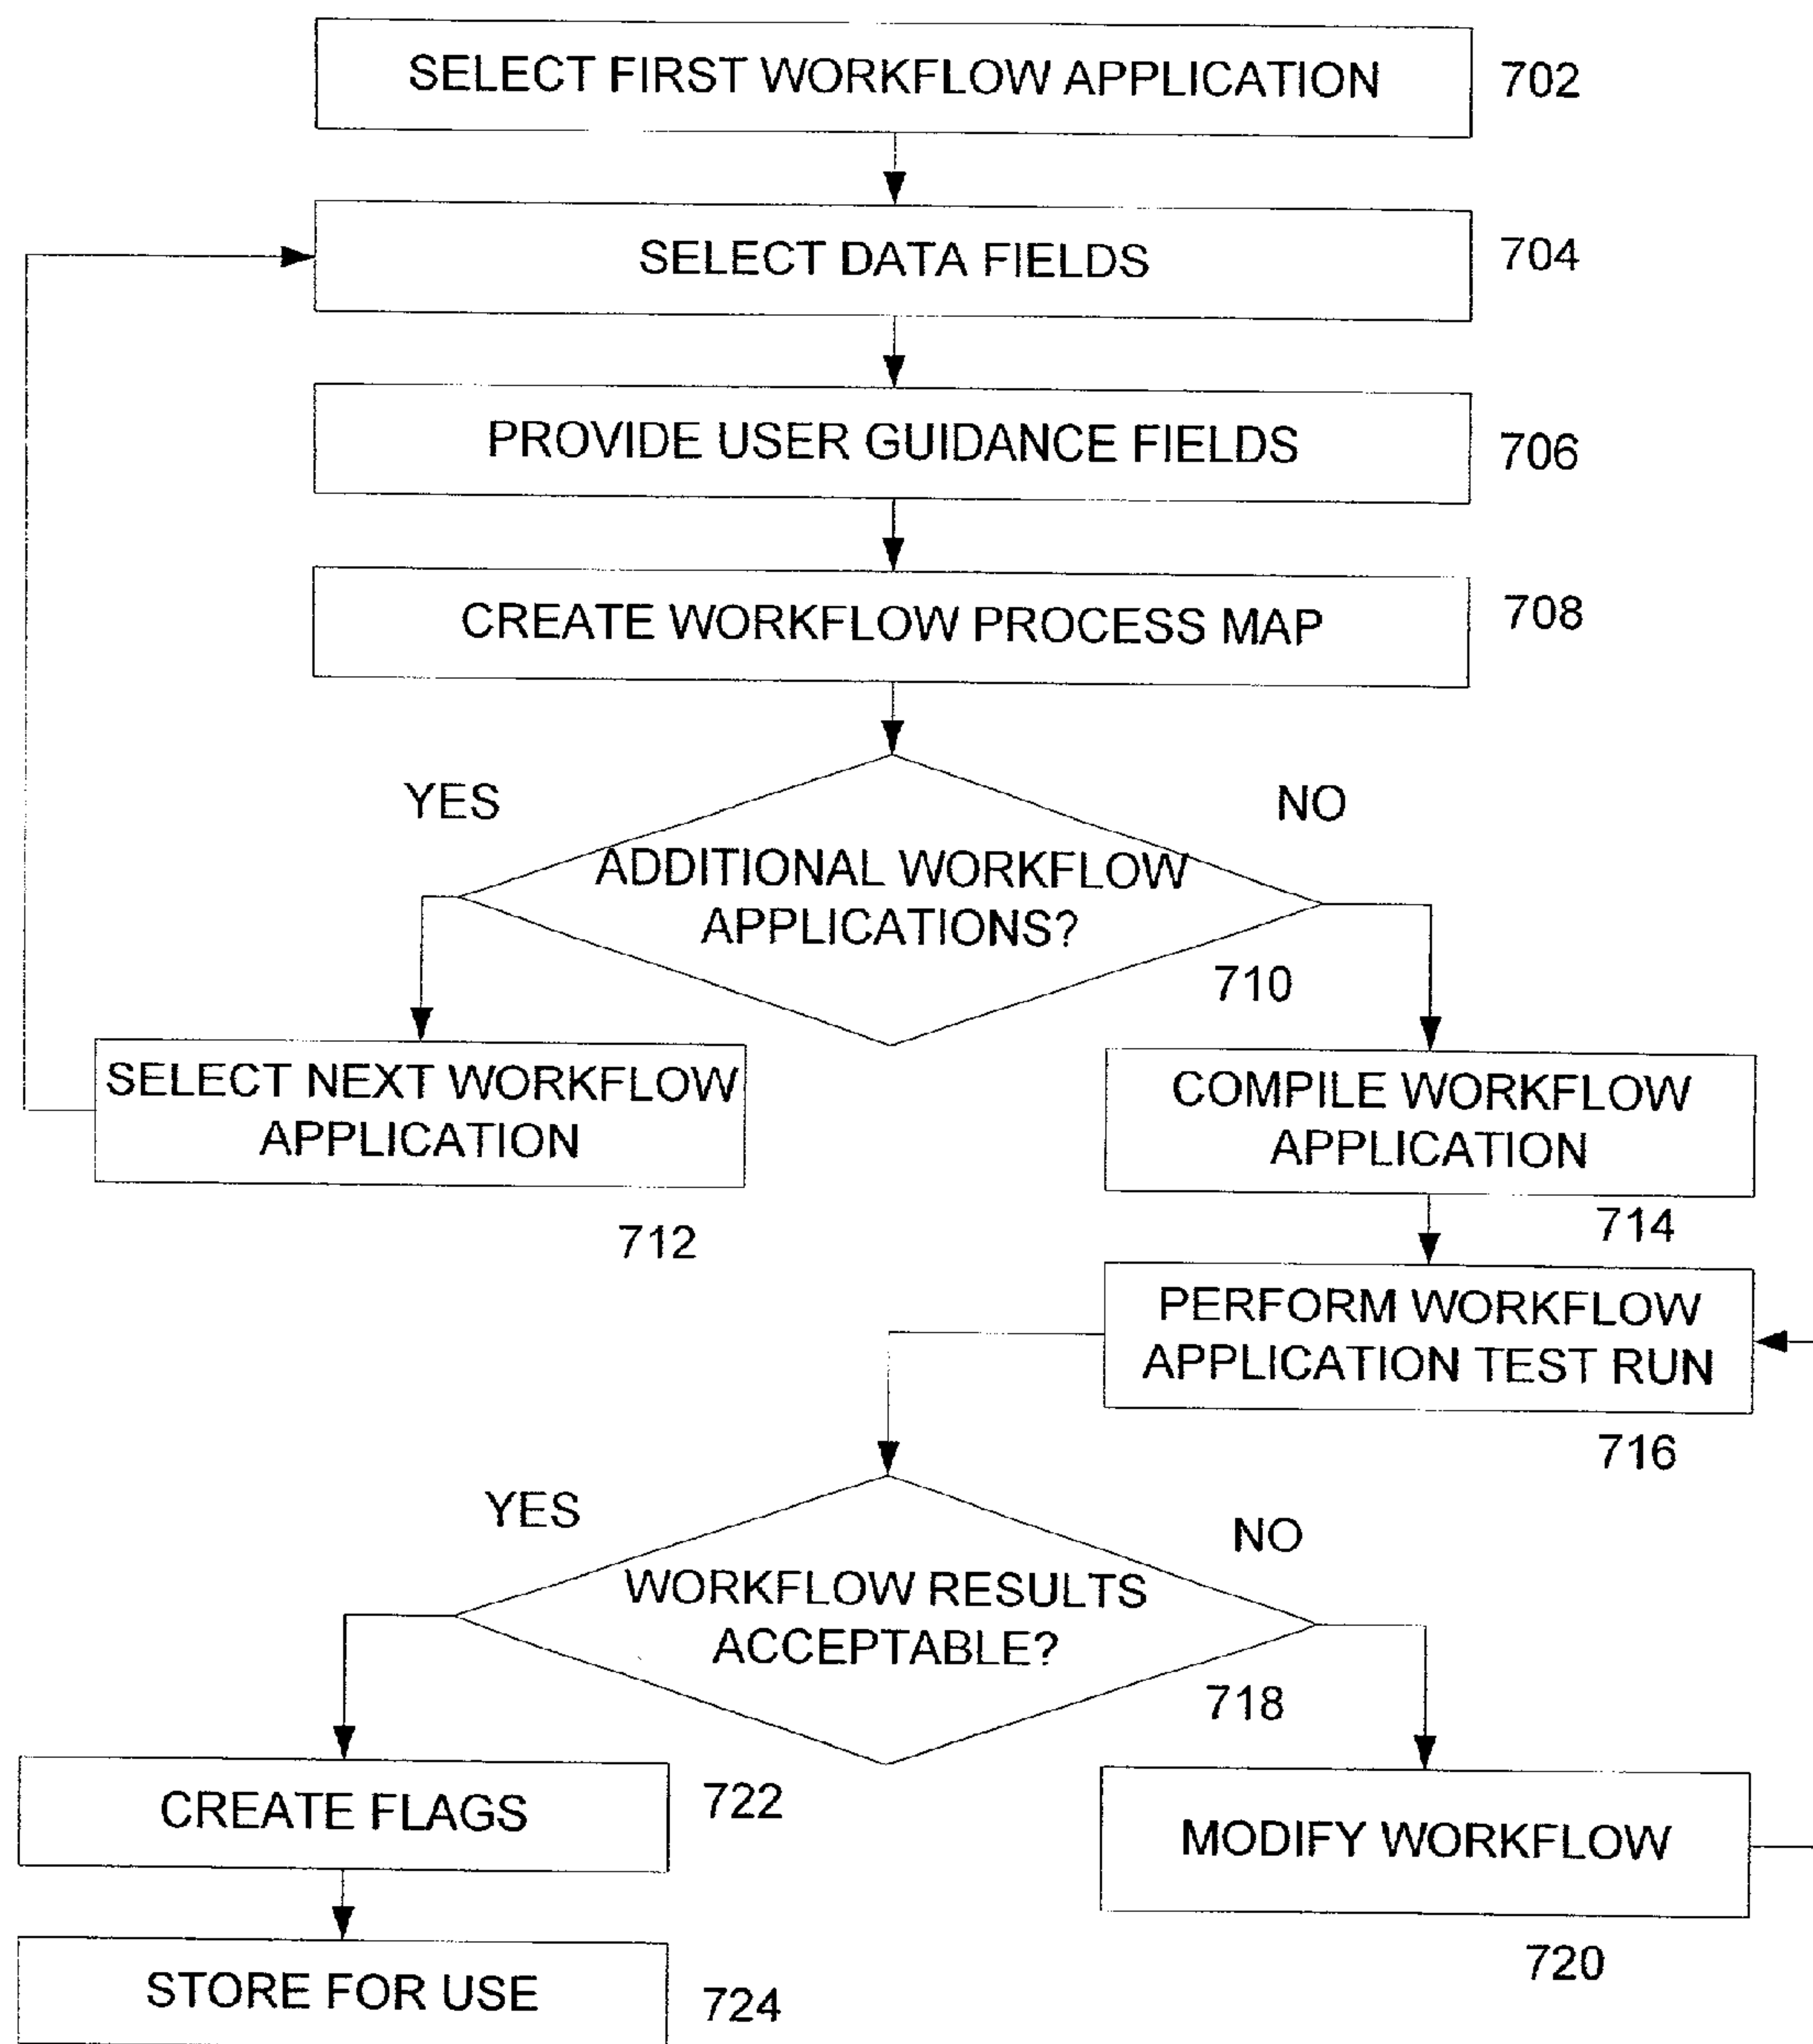 SELECT FIRST WORKFLOW APPLICATION
702
SELECT DATA FIELDS
704
PROVIDE USER GUIDANCE FIELDS
706
CREATE WORKFLOW PROCESS MAP
708
YES
NO
ADDITIONAL WORKFLOW
APPLICATIONS?
710
SELECT NEXT WORKFLOW
APPLICATION
712
COMPILE WORKFLOW
APPLICATION
714
PERFORM WORKFLOW
APPLICATION TEST RUN
716
YES
NO
WORKFLOW RESULTS
ACCEPTABLE?
718
CREATE FLAGS
722
MODIFY WORKFLOW
720
STORE FOR USE
724